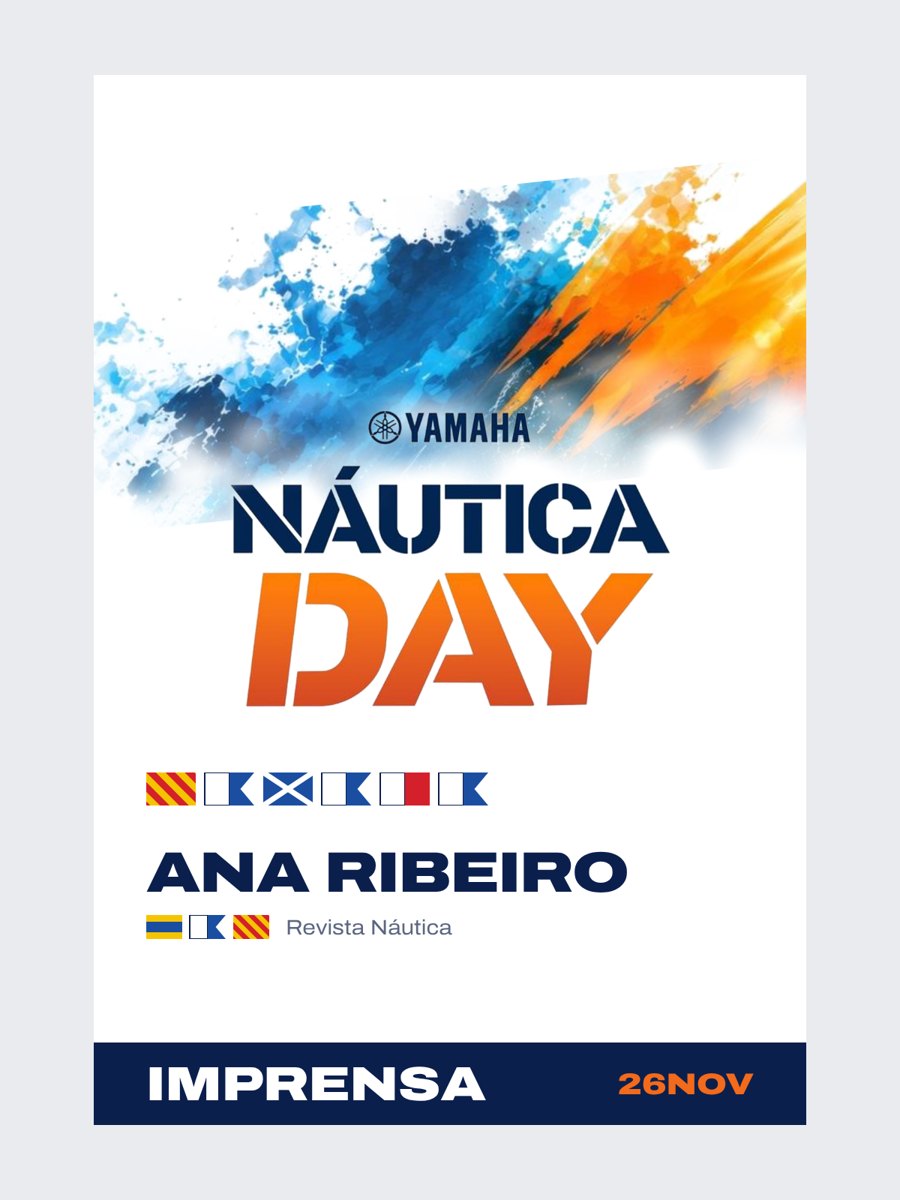 YAMAHA
NÁUTICA
DAY
ANA RIBEIRO
Revista Náutica
IMPRENSA
26NOV